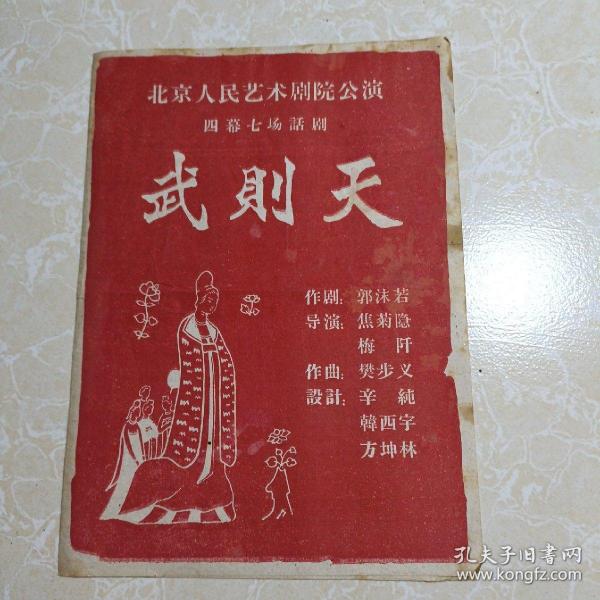 北京人民艺术剧院公演
四幕七场話剧
武則天
作剧：郭沫若
导演：焦菊隐
梅阡
作曲：樊步义
設計：辛純
韓西宇
方坤林
孔夫子旧书网
www.kongfz.com